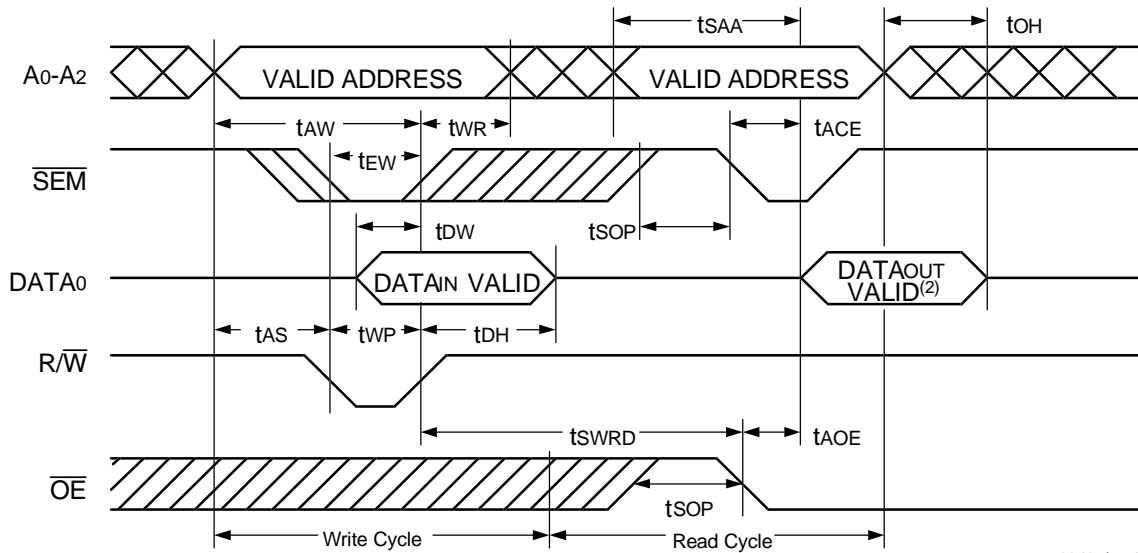 tSAA
tOH
A0-A2
VALID ADDRESS
VALID ADDRESS
tAW
tWR
tACE
tEW
SEM
tDW
tSOP
DATA0
DATAIN VALID
DATAOUT
VALID(2)
tAS
tWP
tDH
R/W
tSWRD
tAOE
OE
tSOP
Write Cycle
Read Cycle